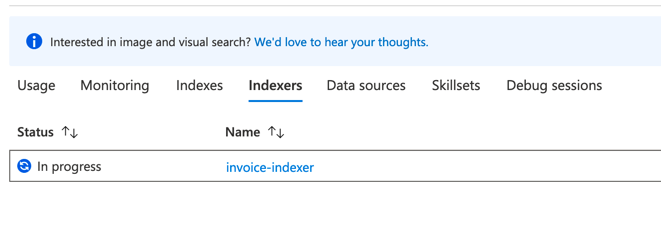 Interested in image and visual search? We'd love to hear your thoughts.
Usage Monitoring Indexes Indexers Data sources Skillsets Debug sessions
Status ↑↓ Name ↑↓
In progress invoice-indexer